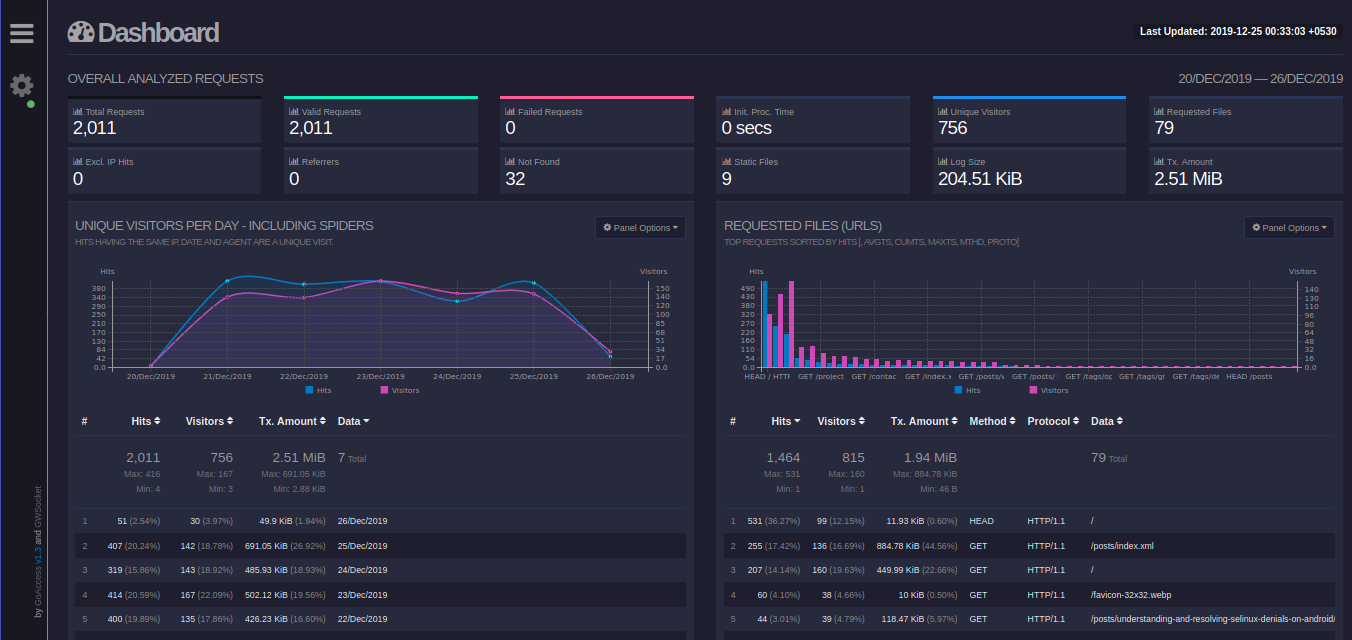 Dashboard
Last Updated: 2019-12-25 00:33:03 +0530
OVERALL ANALYZED REQUESTS
20/DEC/2019 — 26/DEC/2019
Total Requests
2,011
Valid Requests
2,011
Failed Requests
0
Init. Proc. Time
0 secs
Unique Visitors
756
Requested Files
79
Excl. IP Hits
0
Referrers
0
Not Found
32
Static Files
9
Log Size
204.51 KiB
Tx. Amount
2.51 MiB
UNIQUE VISITORS PER DAY - INCLUDING SPIDERS
Panel Options
HITS HAVING THE SAME IP, DATE AND AGENT ARE A UNIQUE VISIT.
Hits
Visitors
380
340
290
250
210
170
130
84
42
0.0
150
140
120
100
85
68
51
34
17
0.0
20/Dec/2019 21/Dec/2019 22/Dec/2019 23/Dec/2019 24/Dec/2019 25/Dec/2019 26/Dec/2019
Hits Visitors
# Hits Visitors Tx. Amount Data
2,011 756 2.51 MiB 7 Total
Max: 416 Max: 167 Max: 691.05 KiB
Min: 4 Min: 3 Min: 2.88 KiB
1 51 (2.54%) 30 (3.97%) 49.9 KiB (1.94%) 26/Dec/2019
2 407 (20.24%) 142 (18.78%) 691.05 KiB (26.92%) 25/Dec/2019
3 319 (15.86%) 143 (18.92%) 485.93 KiB (18.93%) 24/Dec/2019
4 414 (20.59%) 167 (22.09%) 502.12 KiB (19.56%) 23/Dec/2019
5 400 (19.89%) 135 (17.86%) 426.23 KiB (16.60%) 22/Dec/2019
REQUESTED FILES (URLS)
Panel Options
TOP REQUESTS SORTED BY HITS [, AVGTS, CUMTS, MAXTS, MTHD, PROTO]
Hits
Visitors
490
430
380
320
270
220
160
110
54
0.0
140
130
110
96
80
64
48
32
16
0.0
HEAD / HTTP GET /project GET /contac GET /index.x GET /posts/v GET /posts/ GET /tags/op GET /tags/gr GET /tags/de HEAD /posts
Hits Visitors
# Hits Visitors Tx. Amount Method Protocol Data
1,464 815 1.94 MiB 79 Total
Max: 531 Max: 160 Max: 884.78 KiB
Min: 1 Min: 1 Min: 46 B
1 531 (36.27%) 99 (12.15%) 11.93 KiB (0.60%) HEAD HTTP/1.1 /
2 255 (17.42%) 136 (16.69%) 884.78 KiB (44.56%) GET HTTP/1.1 /posts/index.xml
3 207 (14.14%) 160 (19.63%) 449.99 KiB (22.66%) GET HTTP/1.1 /
4 60 (4.10%) 38 (4.66%) 10 KiB (0.50%) GET HTTP/1.1 /favicon-32x32.webp
5 44 (3.01%) 39 (4.79%) 118.47 KiB (5.97%) GET HTTP/1.1 /posts/understanding-and-resolving-selinux-denials-on-android/
by GoAccess v1.3 and GWSocket